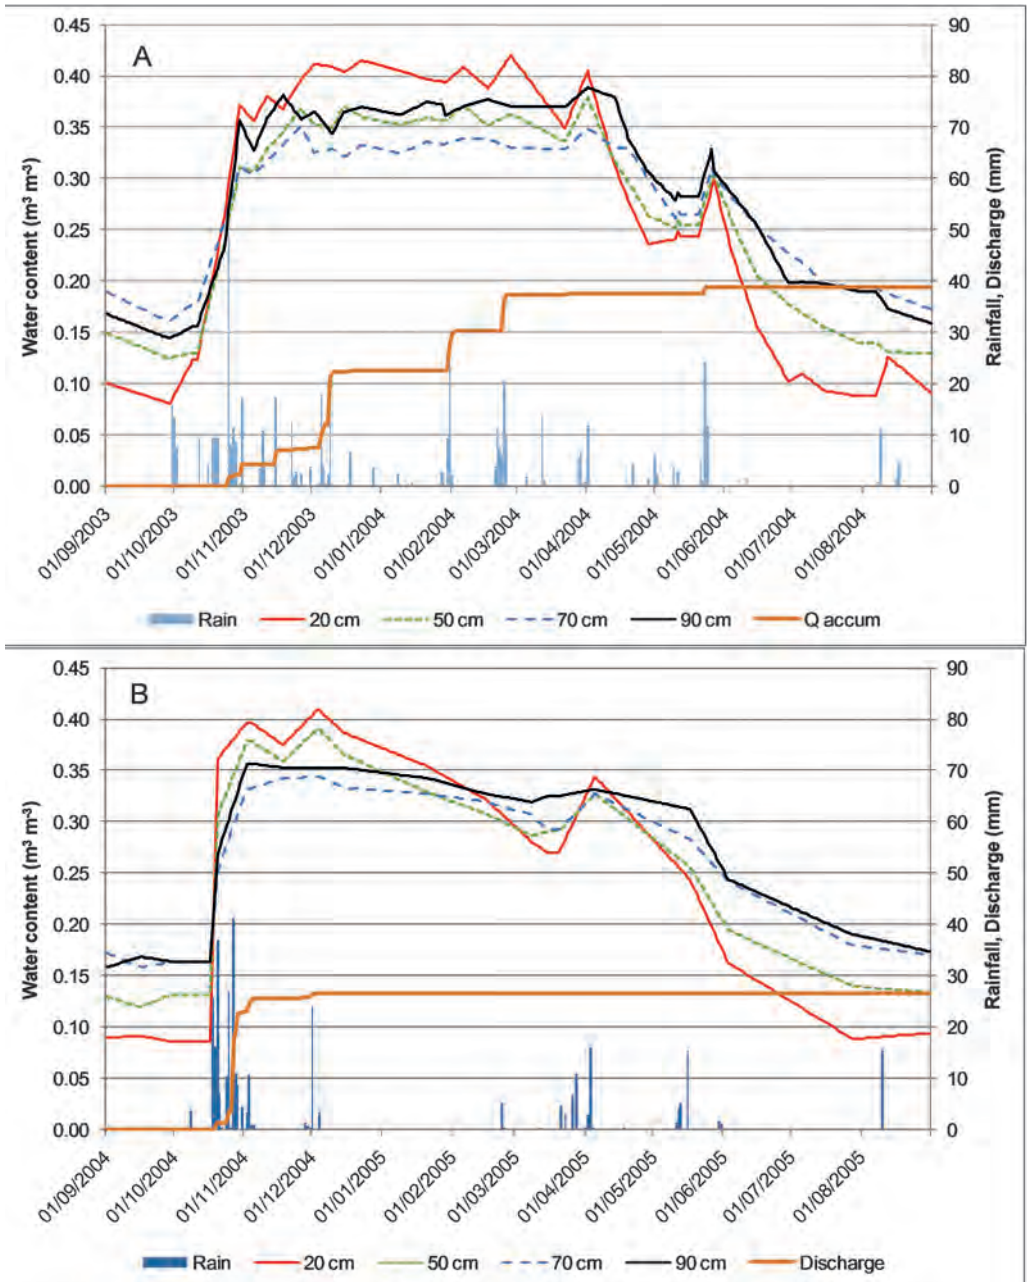 A
Water content (m³ m⁻³)
Rainfall, Discharge (mm)
0.45 90
0.40 80
0.35 70
0.30 60
0.25 50
0.20 40
0.15 30
0.10 20
0.05 10
0.00 0
01/09/2003 01/10/2003 01/11/2003 01/12/2003 01/01/2004 01/02/2004 01/03/2004 01/04/2004 01/05/2004 01/06/2004 01/07/2004 01/08/2004
Rain 20 cm 50 cm 70 cm 90 cm Q accum
B
Water content (m³ m⁻³)
Rainfall, Discharge (mm)
0.45 90
0.40 80
0.35 70
0.30 60
0.25 50
0.20 40
0.15 30
0.10 20
0.05 10
0.00 0
01/09/2004 01/10/2004 01/11/2004 01/12/2004 01/01/2005 01/02/2005 01/03/2005 01/04/2005 01/05/2005 01/06/2005 01/07/2005 01/08/2005
Rain 20 cm 50 cm 70 cm 90 cm Discharge